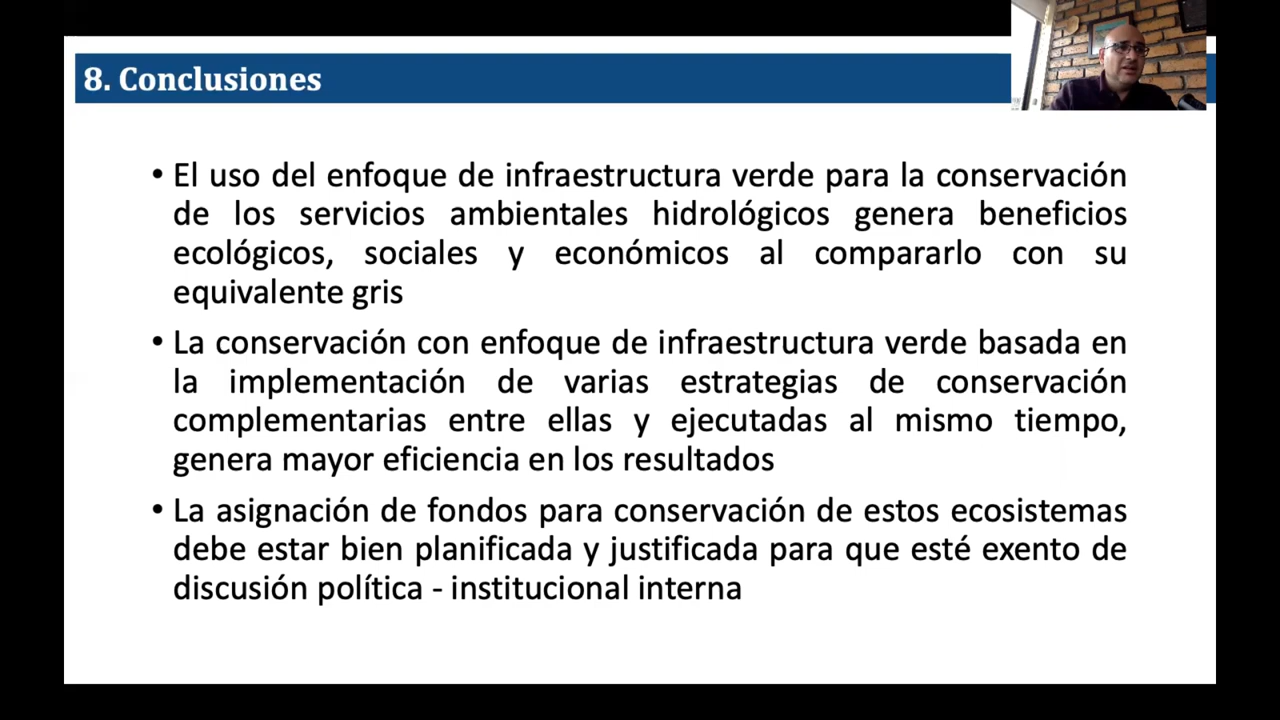 8. Conclusiones
• El uso del enfoque de infraestructura verde para la conservación
de los servicios ambientales hidrológicos genera beneficios
ecológicos, sociales y económicos al compararlo con su
equivalente gris
• La conservación con enfoque de infraestructura verde basada en
la implementación de varias estrategias de conservación
complementarias entre ellas y ejecutadas al mismo tiempo,
genera mayor eficiencia en los resultados
• La asignación de fondos para conservación de estos ecosistemas
debe estar bien planificada y justificada para que esté exento de
discusión política - institucional interna